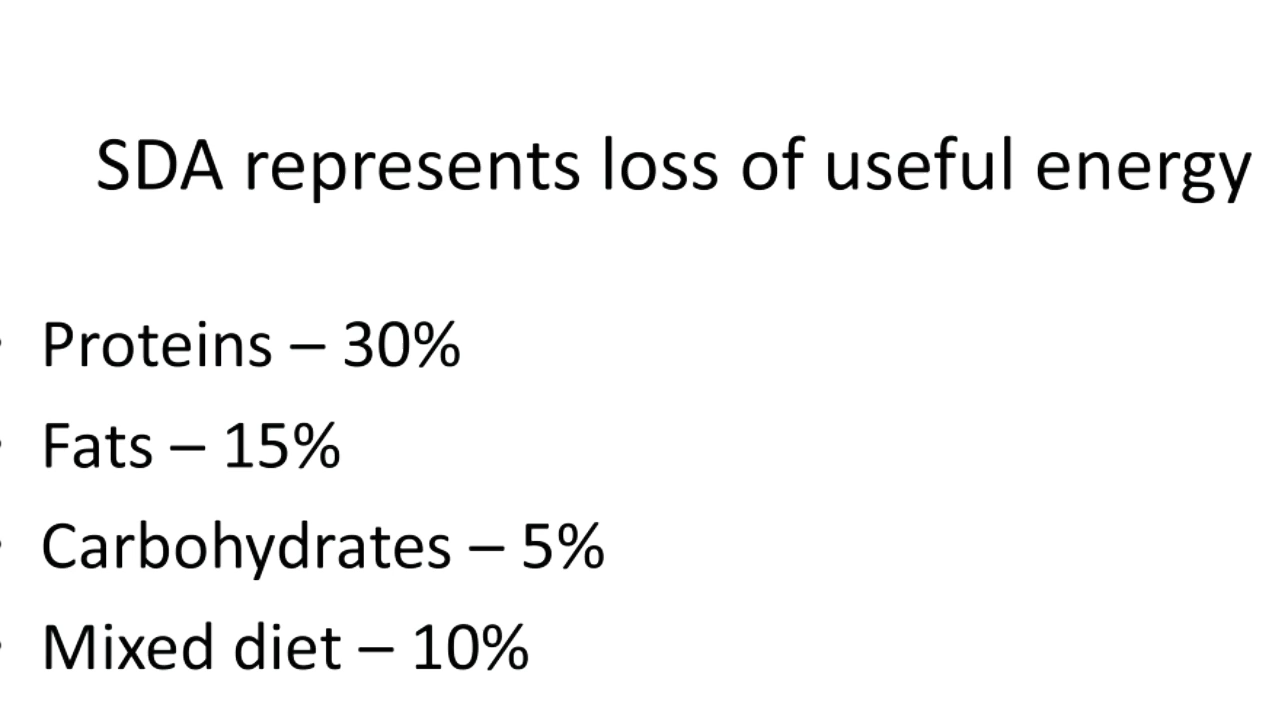 SDA represents loss of useful energy
• Proteins – 30%
• Fats – 15%
• Carbohydrates – 5%
• Mixed diet – 10%